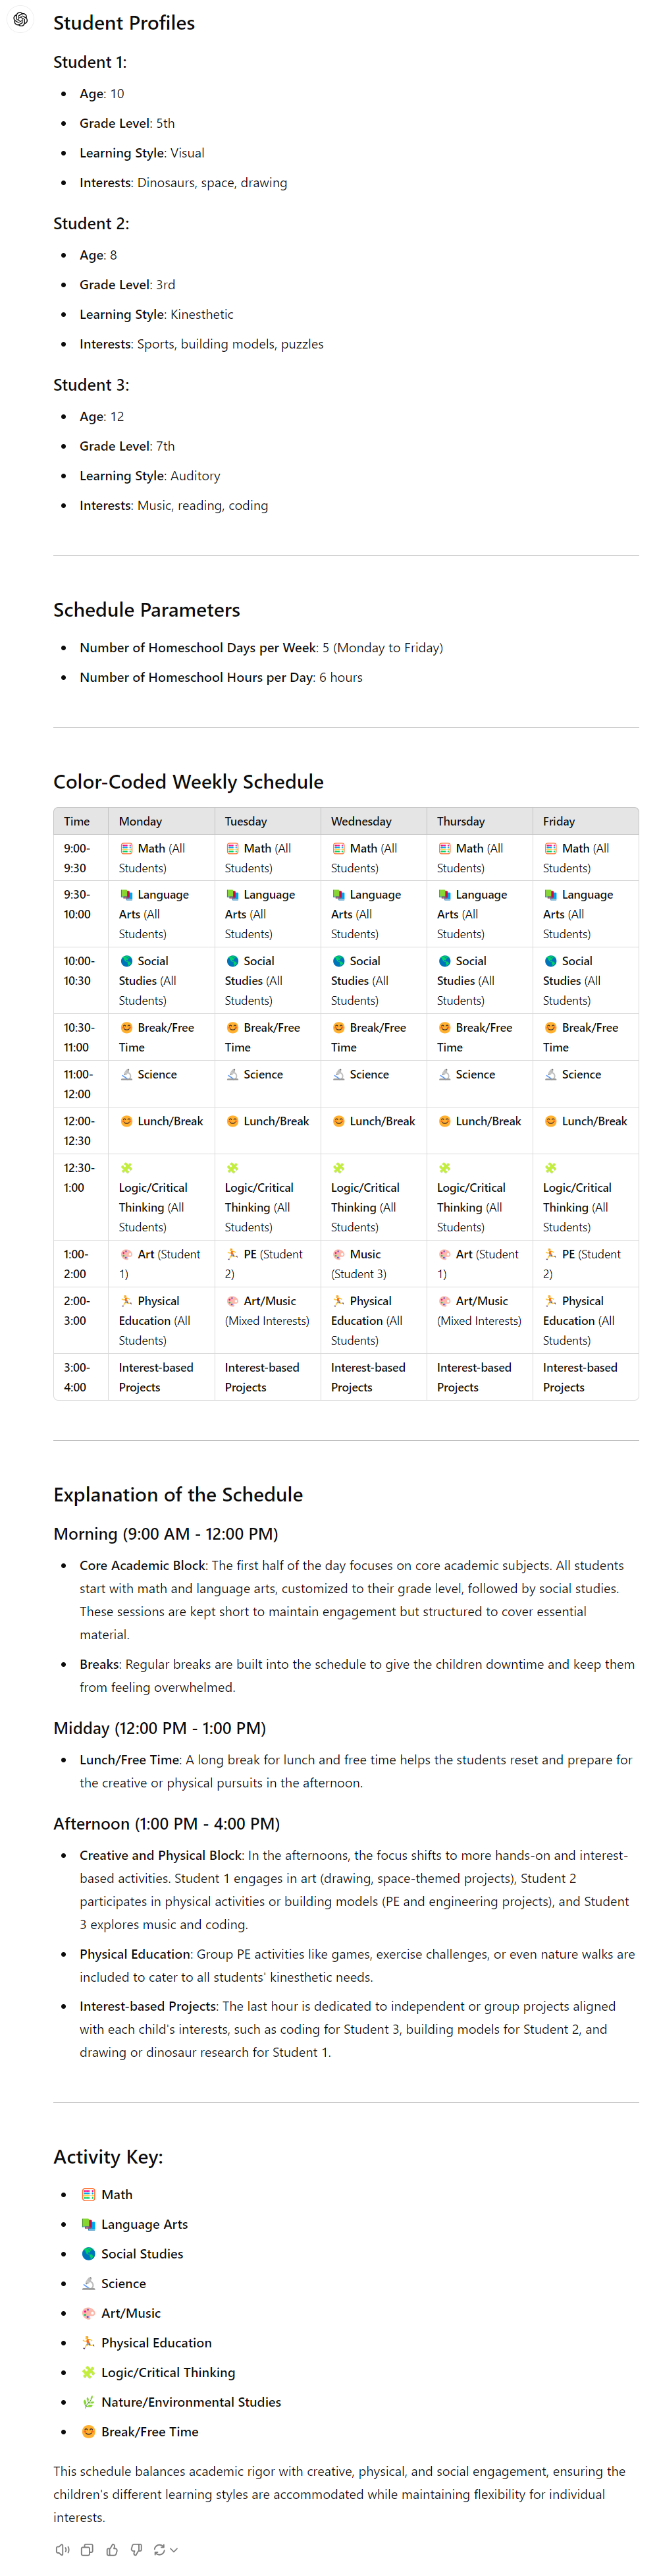 Student Profiles
Student 1:
Age: 10
Grade Level: 5th
Learning Style: Visual
Interests: Dinosaurs, space, drawing
Student 2:
Age: 8
Grade Level: 3rd
Learning Style: Kinesthetic
Interests: Sports, building models, puzzles
Student 3:
Age: 12
Grade Level: 7th
Learning Style: Auditory
Interests: Music, reading, coding
Schedule Parameters
Number of Homeschool Days per Week: 5 (Monday to Friday)
Number of Homeschool Hours per Day: 6 hours
Color-Coded Weekly Schedule
Time Monday Tuesday Wednesday Thursday Friday
9:00- 🧮 Math (All 🧮 Math (All 🧮 Math (All 🧮 Math (All 🧮 Math (All
9:30 Students) Students) Students) Students) Students)
9:30- 📚 Language 📚 Language 📚 Language 📚 Language 📚 Language
10:00 Arts (All Arts (All Arts (All Arts (All Arts (All
Students) Students) Students) Students) Students)
10:00- 🌎 Social 🌎 Social 🌎 Social 🌎 Social 🌎 Social
10:30 Studies (All Studies (All Studies (All Studies (All Studies (All
Students) Students) Students) Students) Students)
10:30- 😊 Break/Free 😊 Break/Free 😊 Break/Free 😊 Break/Free 😊 Break/Free
11:00 Time Time Time Time Time
11:00- 🔬 Science 🔬 Science 🔬 Science 🔬 Science 🔬 Science
12:00
12:00- 😊 Lunch/Break 😊 Lunch/Break 😊 Lunch/Break 😊 Lunch/Break 😊 Lunch/Break
12:30
12:30- 🧩 🧩 🧩 🧩 🧩
1:00 Logic/Critical Logic/Critical Logic/Critical Logic/Critical Logic/Critical
Thinking (All Thinking (All Thinking (All Thinking (All Thinking (All
Students) Students) Students) Students) Students)
1:00- 🎨 Art (Student 🏃 PE (Student 🎨 Music 🎨 Art (Student 🏃 PE (Student
2:00 1) 2) (Student 3) 1) 2)
2:00- 🏃 Physical 🎨 Art/Music 🏃 Physical 🎨 Art/Music 🏃 Physical
3:00 Education (All (Mixed Interests) Education (All (Mixed Interests) Education (All
Students) Students) Students)
3:00- Interest-based Interest-based Interest-based Interest-based Interest-based
4:00 Projects Projects Projects Projects Projects
Explanation of the Schedule
Morning (9:00 AM - 12:00 PM)
Core Academic Block: The first half of the day focuses on core academic subjects. All students
start with math and language arts, customized to their grade level, followed by social studies.
These sessions are kept short to maintain engagement but structured to cover essential
material.
Breaks: Regular breaks are built into the schedule to give the children downtime and keep them
from feeling overwhelmed.
Midday (12:00 PM - 1:00 PM)
Lunch/Free Time: A long break for lunch and free time helps the students reset and prepare for
the creative or physical pursuits in the afternoon.
Afternoon (1:00 PM - 4:00 PM)
Creative and Physical Block: In the afternoons, the focus shifts to more hands-on and interest-
based activities. Student 1 engages in art (drawing, space-themed projects), Student 2
participates in physical activities or building models (PE and engineering projects), and Student
3 explores music and coding.
Physical Education: Group PE activities like games, exercise challenges, or even nature walks are
included to cater to all students' kinesthetic needs.
Interest-based Projects: The last hour is dedicated to independent or group projects aligned
with each child's interests, such as coding for Student 3, building models for Student 2, and
drawing or dinosaur research for Student 1.
Activity Key:
🧮 Math
📚 Language Arts
🌎 Social Studies
🔬 Science
🎨 Art/Music
🏃 Physical Education
🧩 Logic/Critical Thinking
🌿 Nature/Environmental Studies
😊 Break/Free Time
This schedule balances academic rigor with creative, physical, and social engagement, ensuring the
children's different learning styles are accommodated while maintaining flexibility for individual
interests.